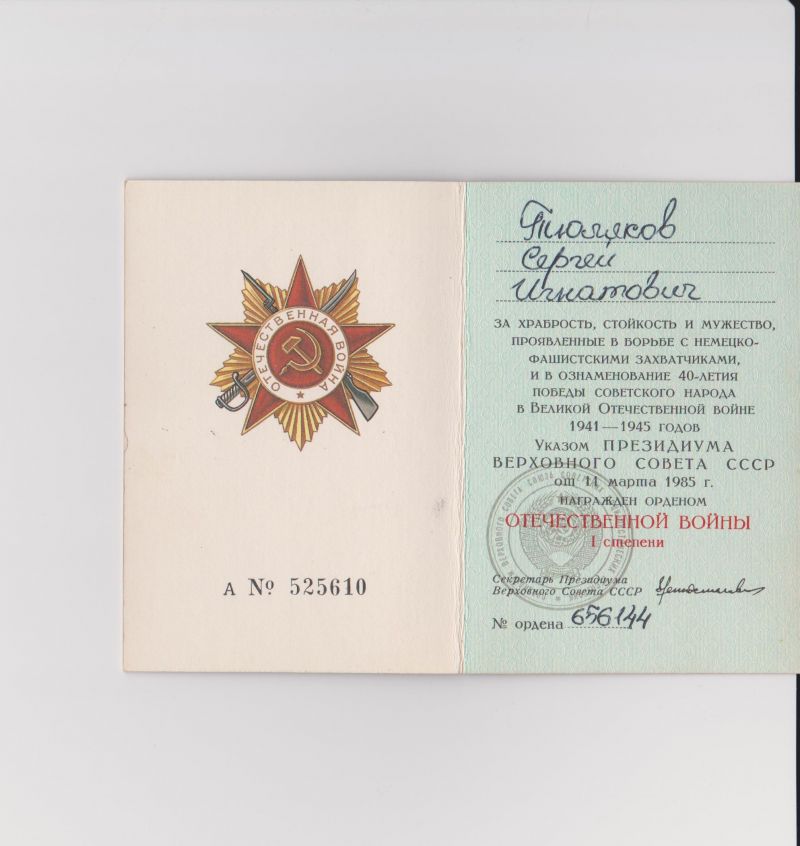 ОТЕЧЕСТВЕННАЯ ВОЙНА
А № 525610
Тюляков
Сергей
Игнатович
ЗА ХРАБРОСТЬ, СТОЙКОСТЬ И МУЖЕСТВО,
ПРОЯВЛЕННЫЕ В БОРЬБЕ С НЕМЕЦКО-
ФАШИСТСКИМИ ЗАХВАТЧИКАМИ,
И В ОЗНАМЕНОВАНИЕ 40-ЛЕТИЯ
ПОБЕДЫ СОВЕТСКОГО НАРОДА
В ВЕЛИКОЙ ОТЕЧЕСТВЕННОЙ ВОЙНЕ
1941—1945 ГОДОВ
УКАЗОМ ПРЕЗИДИУМА
ВЕРХОВНОГО СОВЕТА СССР
от 11 марта 1985 г.
НАГРАЖДЕН ОРДЕНОМ
ОТЕЧЕСТВЕННОЙ ВОЙНЫ
I степени
Секретарь Президиума
Верховного Совета СССР
№ ордена 656144